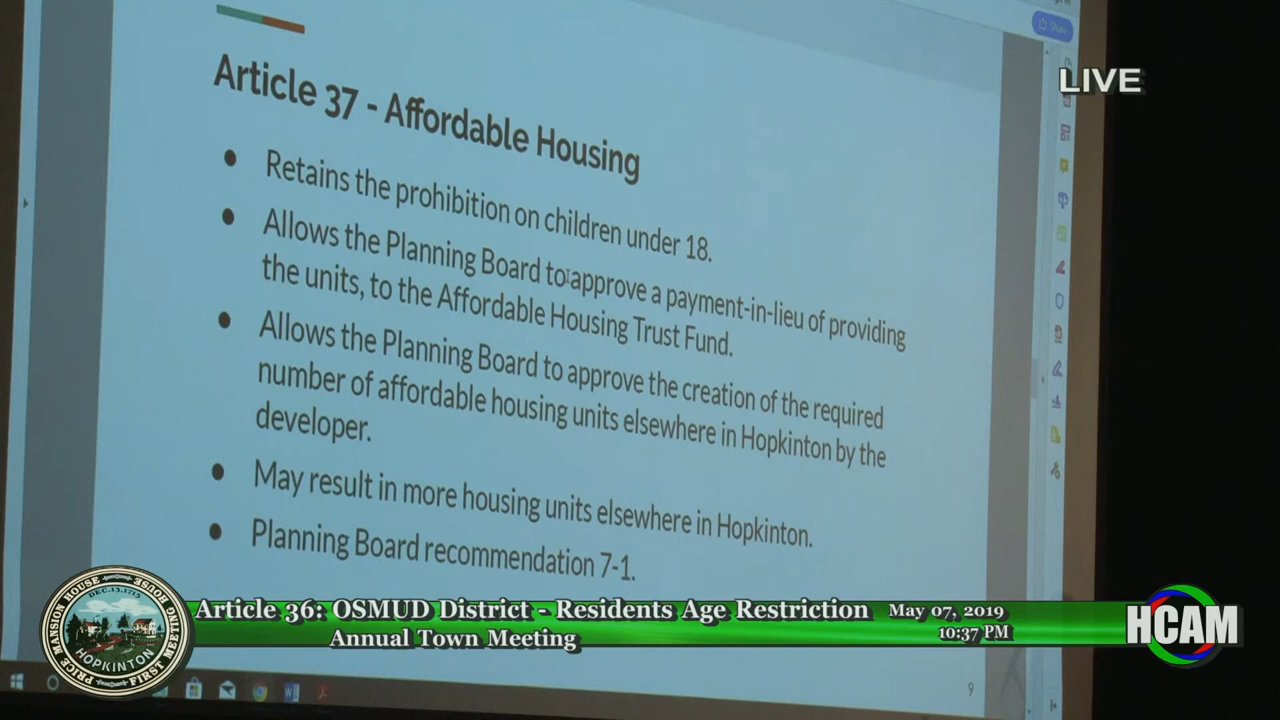 Share
LIVE
Article 37 - Affordable Housing
● Retains the prohibition on children under 18.
● Allows the Planning Board to approve a payment-in-lieu of providing
the units, to the Affordable Housing Trust Fund.
● Allows the Planning Board to approve the creation of the required
number of affordable housing units elsewhere in Hopkinton by the
developer.
● May result in more housing units elsewhere in Hopkinton.
● Planning Board recommendation 7-1.
PRICE MANSION HOUSE
FIRST MEETING HOUSE
DEC.13.1715
HOPKINTON
Article 36: OSMUD District - Residents Age Restriction
May 07, 2019
Annual Town Meeting
10:37 PM
HCAM
9